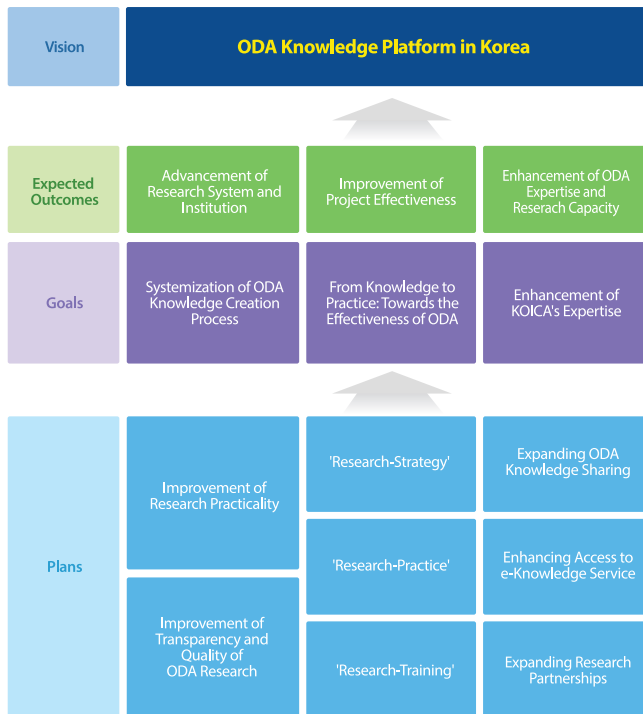 Vision
ODA Knowledge Platform in Korea
Expected
Outcomes
Advancement of
Research System and
Institution
Improvement of
Project Effectiveness
Enhancement of ODA
Expertise and
Reserach Capacity
Goals
Systemization of ODA
Knowledge Creation
Process
From Knowledge to
Practice: Towards the
Effectiveness of ODA
Enhancement of
KOICA's Expertise
Plans
Improvement of
Research Practicality
Improvement of
Transparency and
Quality of
ODA Research
'Research-Strategy'
'Research-Practice'
'Research-Training'
Expanding ODA
Knowledge Sharing
Enhancing Access to
e-Knowledge Service
Expanding Research
Partnerships